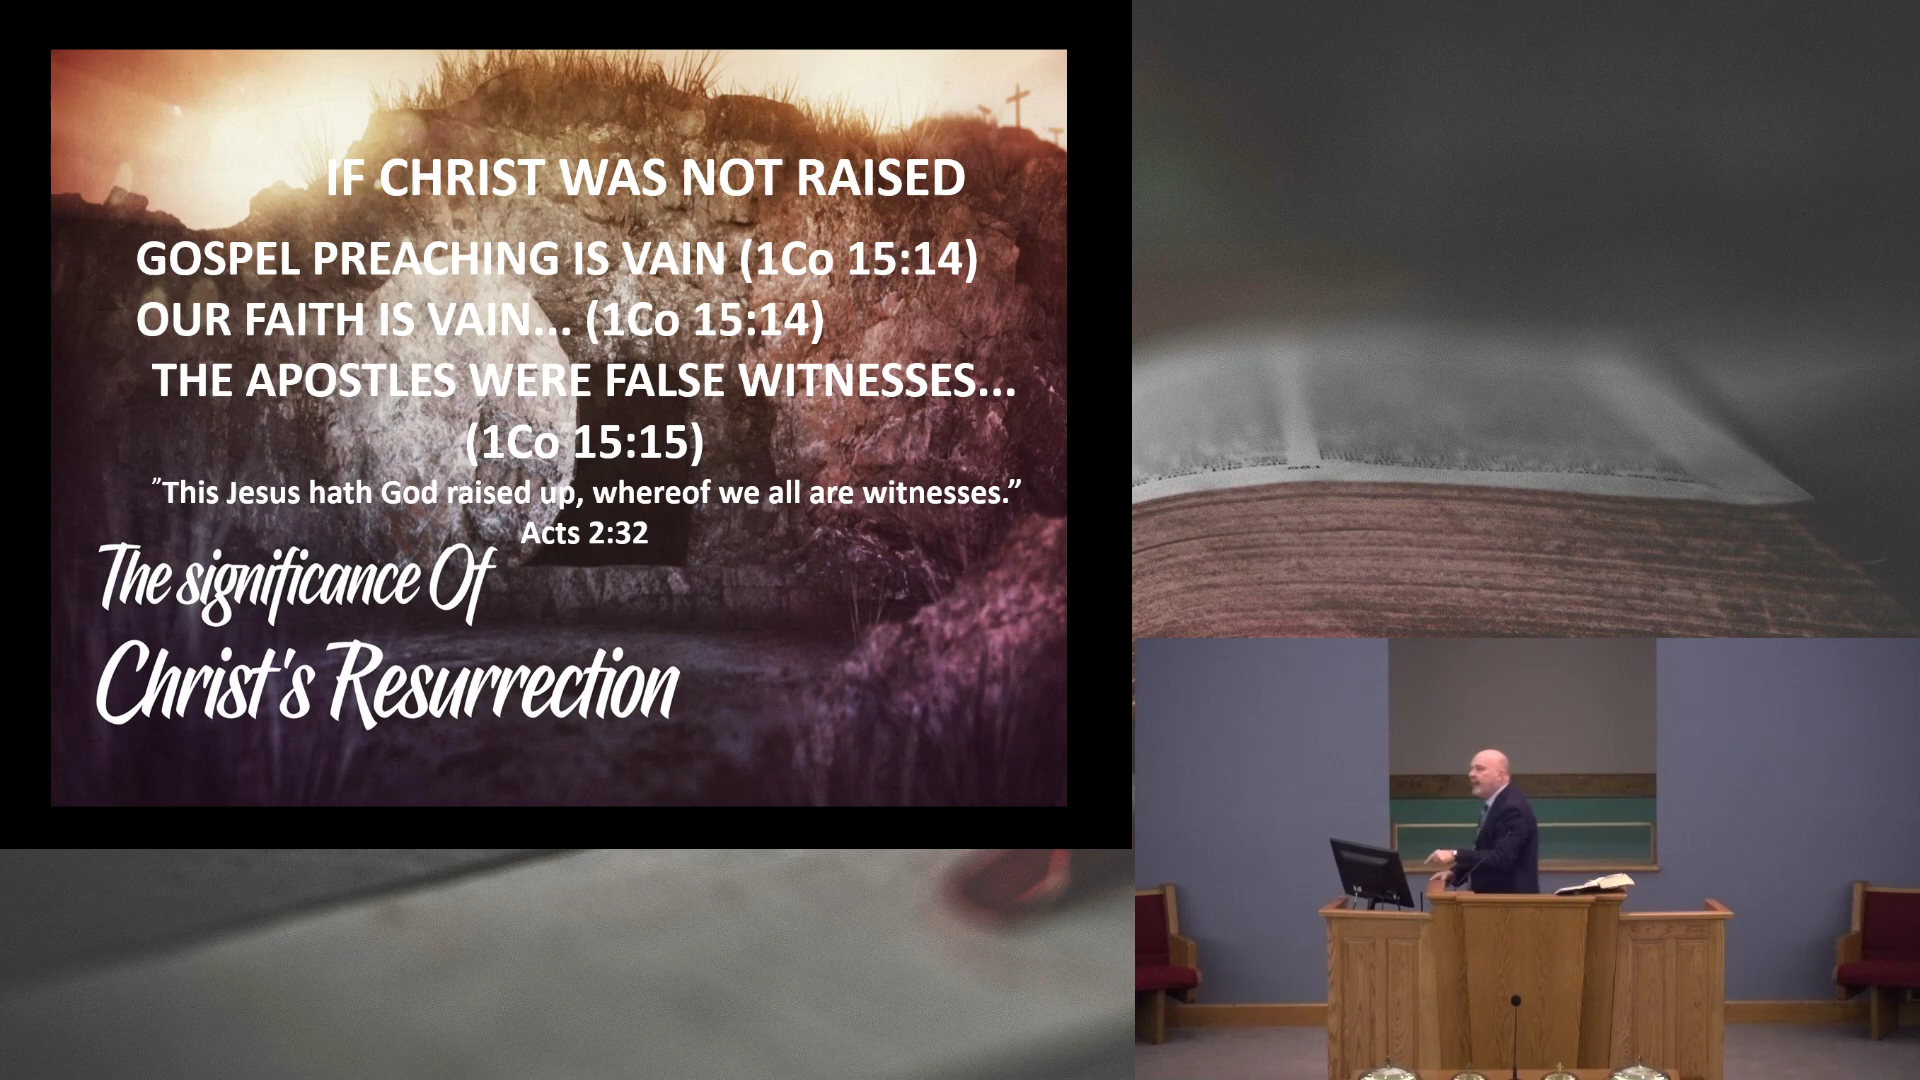 IF CHRIST WAS NOT RAISED
GOSPEL PREACHING IS VAIN (1Co 15:14)
OUR FAITH IS VAIN... (1Co 15:14)
THE APOSTLES WERE FALSE WITNESSES...
(1Co 15:15)
"This Jesus hath God raised up, whereof we all are witnesses.”
Acts 2:32
The significance Of
Christ's Resurrection